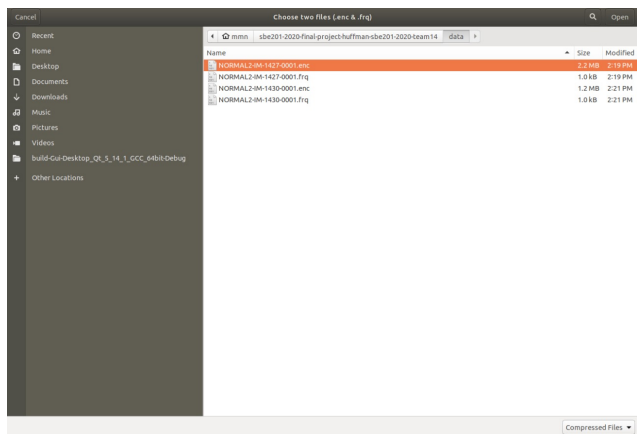 Cancel Choose two files (.enc & .frq) Open
Recent
Home
Desktop
Documents
Downloads
Music
Pictures
Videos
build-Gui-Desktop_Qt_5_14_1_GCC_64bit-Debug
+ Other Locations
mmn sbe201-2020-final-project-huffman-sbe201-2020-team14 data
Name Size Modified
NORMAL2-IM-1427-0001.enc 2.2 MB 2:19 PM
NORMAL2-IM-1427-0001.frq 1.0 kB 2:19 PM
NORMAL2-IM-1430-0001.enc 1.2 MB 2:21 PM
NORMAL2-IM-1430-0001.frq 1.0 kB 2:21 PM
Compressed Files